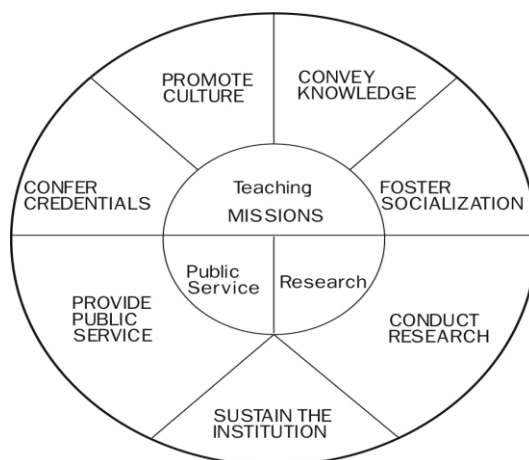 PROMOTE
CULTURE
CONVEY
KNOWLEDGE
CONFER
CREDENTIALS
Teaching
MISSIONS
FOSTER
SOCIALIZATION
Public
Service
Research
PROVIDE
PUBLIC
SERVICE
CONDUCT
RESEARCH
SUSTAIN THE
INSTITUTION